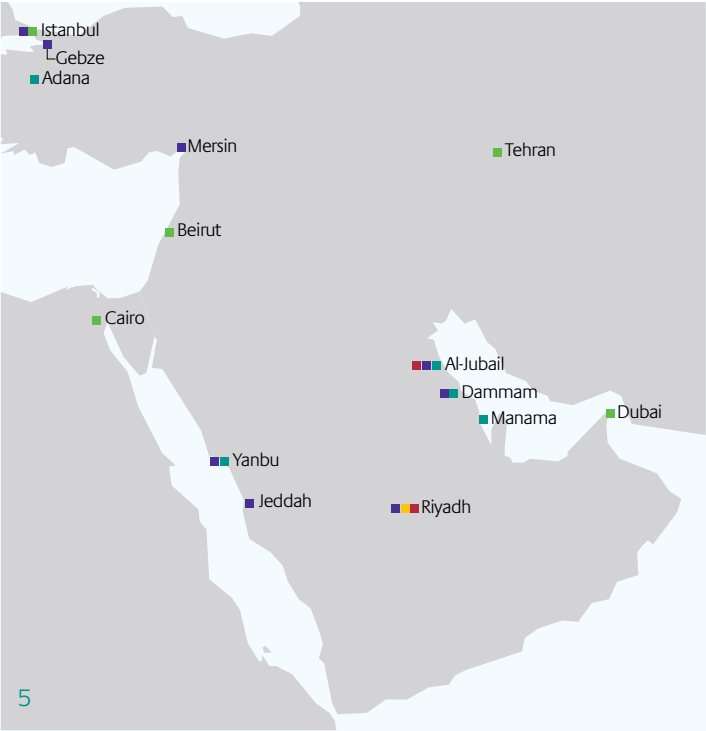 Istanbul
Gebze
Adana
Mersin
Tehran
Beirut
Cairo
Al-Jubail
Dammam
Manama
Dubai
Yanbu
Jeddah
Riyadh
5